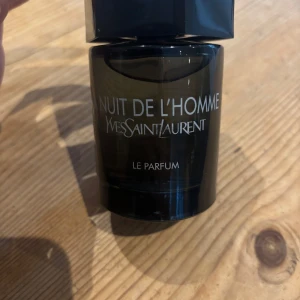 NUIT DE L'HOMME
YVESSAINTLAURENT
LE PARFUM